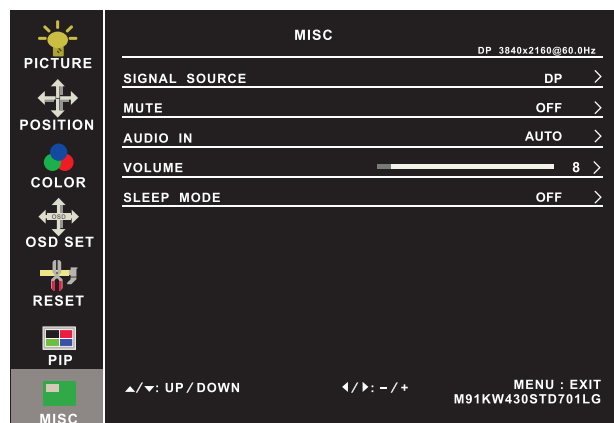 MISC
DP 3840x2160@60.0Hz
PICTURE
POSITION
COLOR
OSD
OSD SET
RESET
PIP
MISC
SIGNAL SOURCE DP
MUTE OFF
AUDIO IN AUTO
VOLUME 8
SLEEP MODE OFF
▲/▼: UP/DOWN ◀/▶: -/+ MENU : EXIT
M91KW430STD701LG